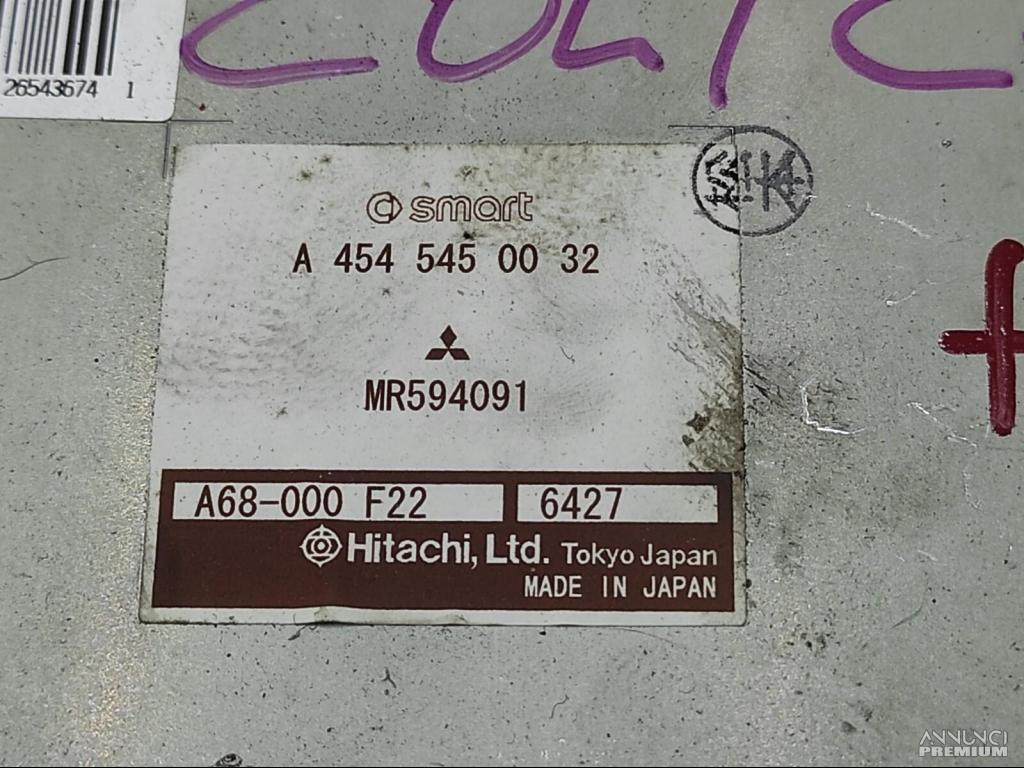 COLT C
26543674 1
smart
A 454 545 00 32
MR594091
A68-000 F22 6427
Hitachi, Ltd. Tokyo Japan
MADE IN JAPAN
ANNUNCI
PREMIUM